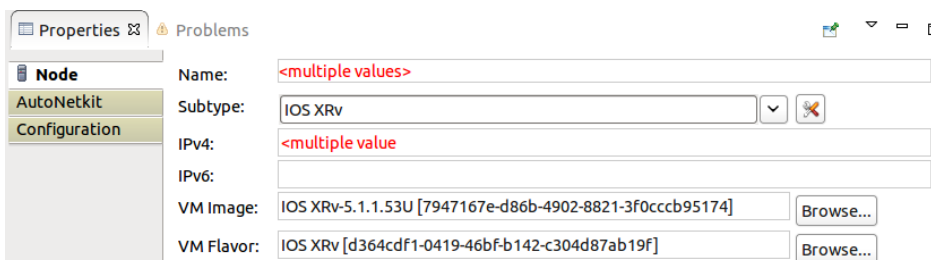 Properties Problems
Node
AutoNetkit
Configuration
Name: <multiple values>
Subtype: IOS XRv
IPv4: <multiple value
IPv6:
VM Image: IOS XRv-5.1.1.53U [7947167e-d86b-4902-8821-3f0cccb95174] Browse...
VM Flavor: IOS XRv [d364cdf1-0419-46bf-b142-c304d87ab19f] Browse...